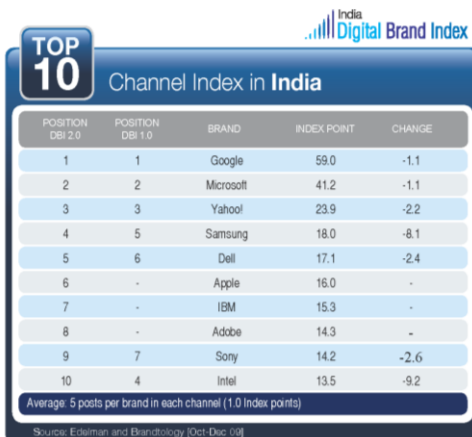 India
Digital Brand Index
TOP
10
Channel Index in India
POSITION DBI 2.0 POSITION DBI 1.0 BRAND INDEX POINT CHANGE
1 1 Google 59.0 -1.1
2 2 Microsoft 41.2 -1.1
3 3 Yahoo! 23.9 -2.2
4 5 Samsung 18.0 -8.1
5 6 Dell 17.1 -2.4
6 - Apple 16.0 -
7 - IBM 15.3 -
8 - Adobe 14.3 -
9 7 Sony 14.2 -2.6
10 4 Intel 13.5 -9.2
Average: 5 posts per brand in each channel (1.0 Index points)
Source: Edelman and Brandtology [Oct-Dec 09]